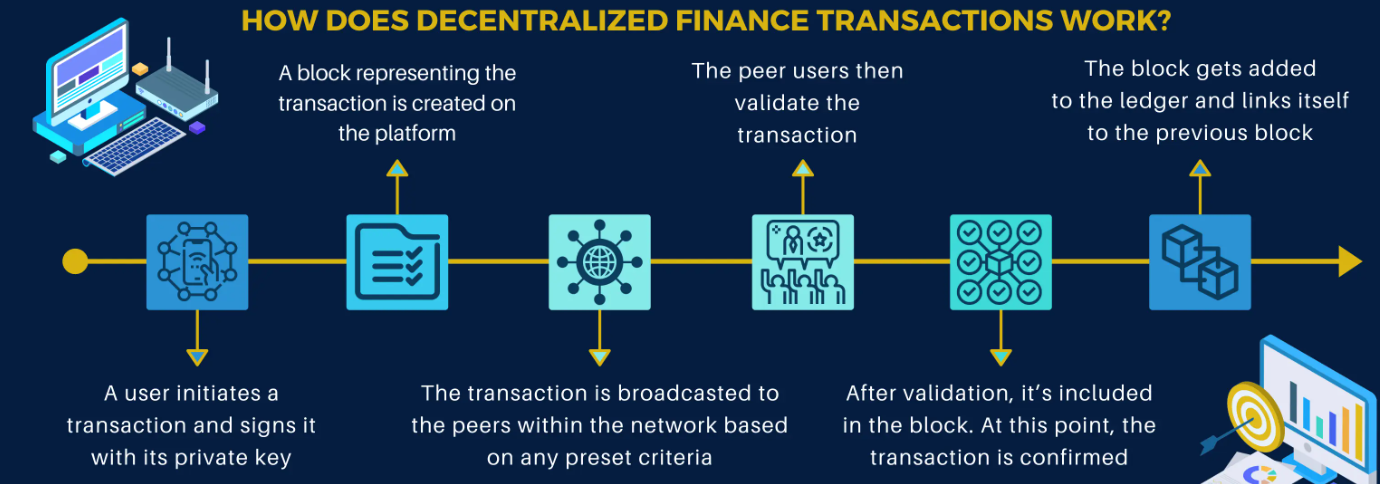 HOW DOES DECENTRALIZED FINANCE TRANSACTIONS WORK?
A user initiates a
transaction and signs it
with its private key
A block representing the
transaction is created on
the platform
The transaction is broadcasted to
the peers within the network based
on any preset criteria
The peer users then
validate the
transaction
After validation, it's included
in the block. At this point, the
transaction is confirmed
The block gets added
to the ledger and links itself
to the previous block